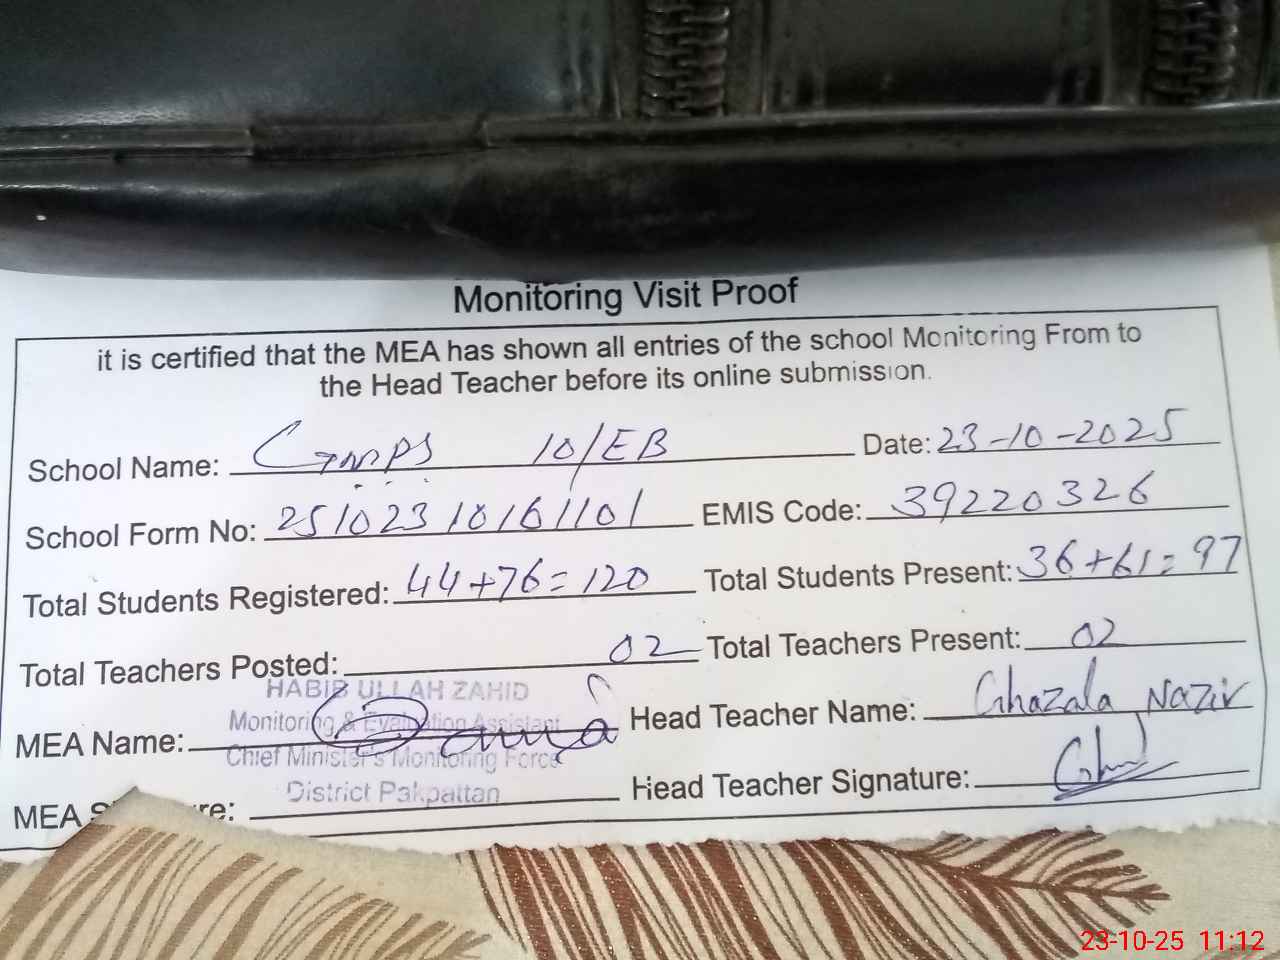 Monitoring Visit Proof
it is certified that the MEA has shown all entries of the school Monitoring From to
the Head Teacher before its online submission.
School Name: GMPS 10/EB Date: 23-10-2025
School Form No: 25102310161101 EMIS Code: 39220326
Total Students Registered: 44+76=120 Total Students Present: 36+61=97
Total Teachers Posted: 02 Total Teachers Present: 02
HABIB ULLAH ZAHID
Monitoring & Evaluation Assistant
MEA Name: Head Teacher Name: Ghazala Nazir
Chief Minister's Monitoring Force
District Pakpattan
MEA S re: Head Teacher Signature:
23-10-25 11:12